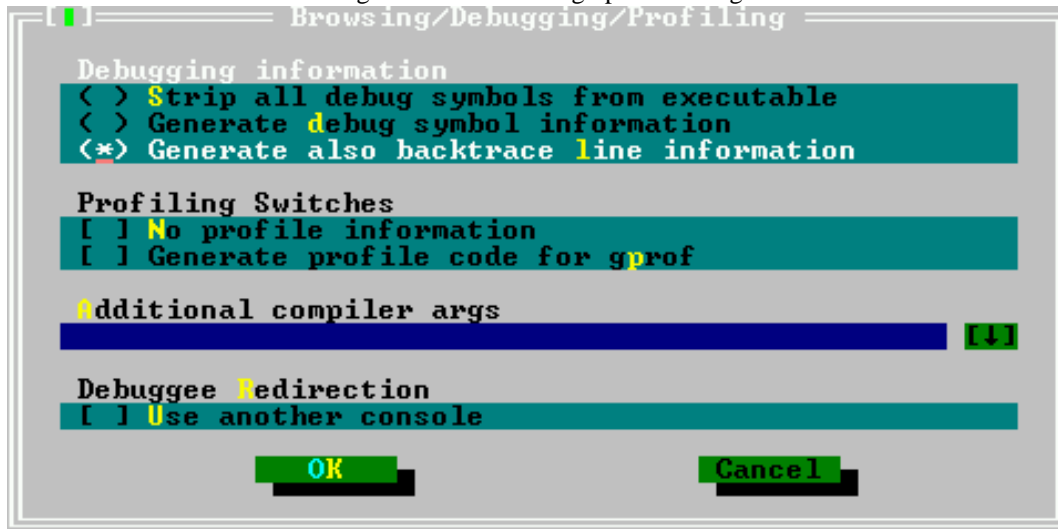 [■] Browsing/Debugging/Profiling
Debugging information
( ) Strip all debug symbols from executable
( ) Generate debug symbol information
(*) Generate also backtrace line information
Profiling Switches
[ ] No profile information
[ ] Generate profile code for gprof
Additional compiler args
[↓]
Debuggee Redirection
[ ] Use another console
OK Cancel